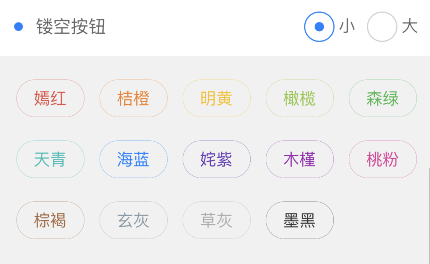 镂空按钮 小 大
嫣红 桔橙 明黄 橄榄 森绿
天青 海蓝 姹紫 木槿 桃粉
棕褐 玄灰 草灰 墨黑